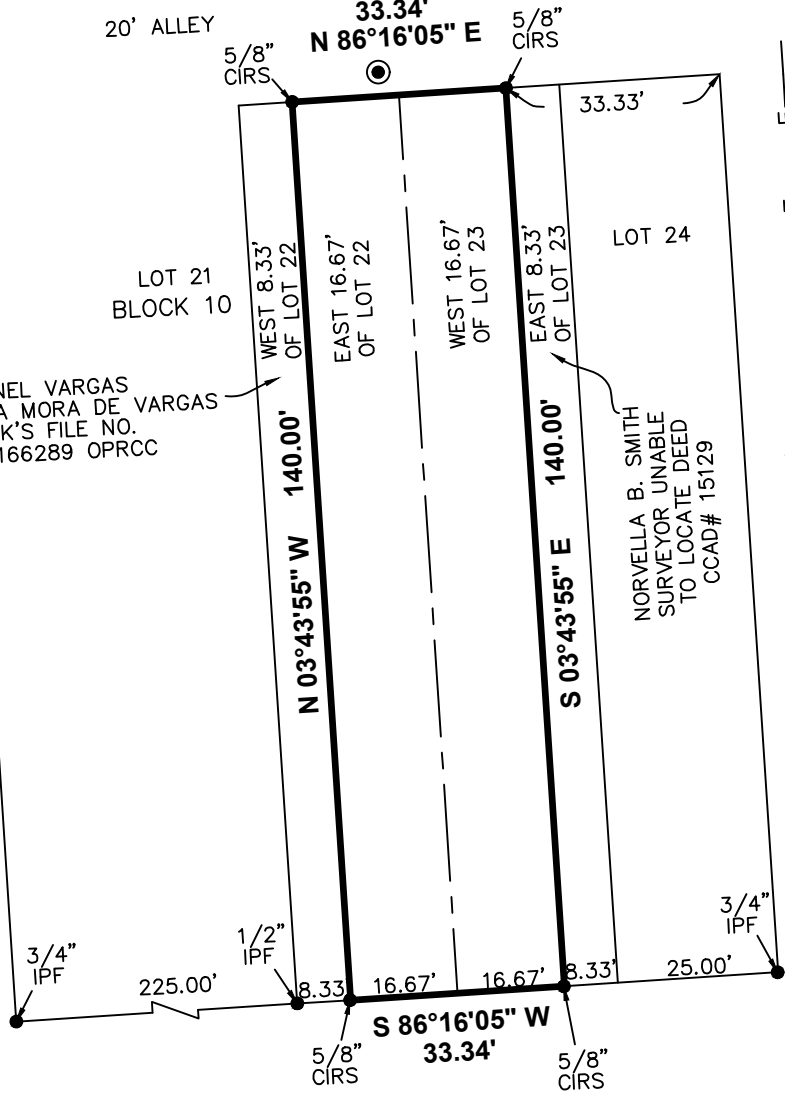 20' ALLEY
33.34'
N 86°16'05" E
5/8"
CIRS
5/8"
CIRS
33.33'
LOT 21
BLOCK 10
WEST 8.33'
OF LOT 22
EAST 16.67'
OF LOT 22
WEST 16.67'
OF LOT 23
EAST 8.33'
OF LOT 23
LOT 24
VARGAS
MORA DE VARGAS
FILE NO.
166289 OPRCC
N 03°43'55" W 140.00'
S 03°43'55" E 140.00'
NORVELLA B. SMITH
SURVEYOR UNABLE
TO LOCATE DEED
CCAD# 15129
3/4"
IPF
225.00'
1/2"
IPF
8.33
16.67'
16.67'
8.33'
25.00'
3/4"
IPF
S 86°16'05" W
33.34'
5/8"
CIRS
5/8"
CIRS